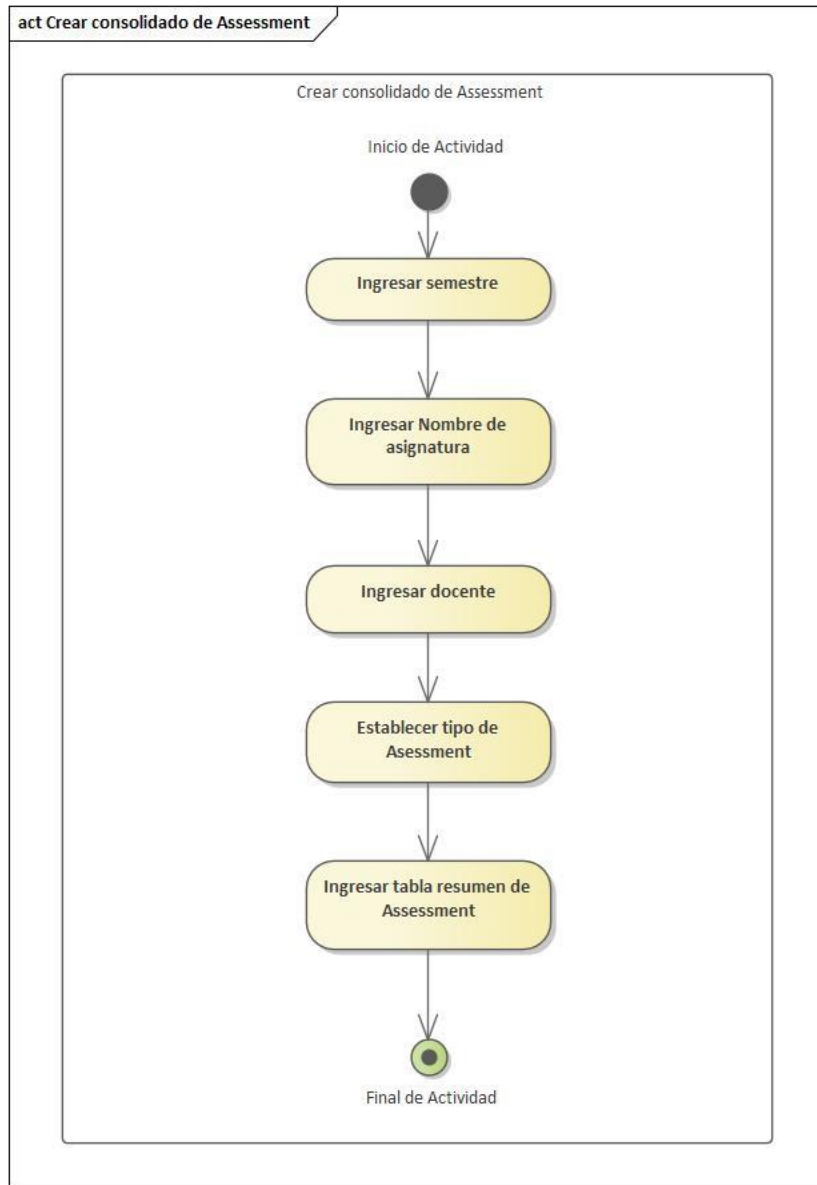 act Crear consolidado de Assessment
Crear consolidado de Assessment
Inicio de Actividad
Ingresar semestre
Ingresar Nombre de
asignatura
Ingresar docente
Establecer tipo de
Asessment
Ingresar tabla resumen de
Assessment
Final de Actividad